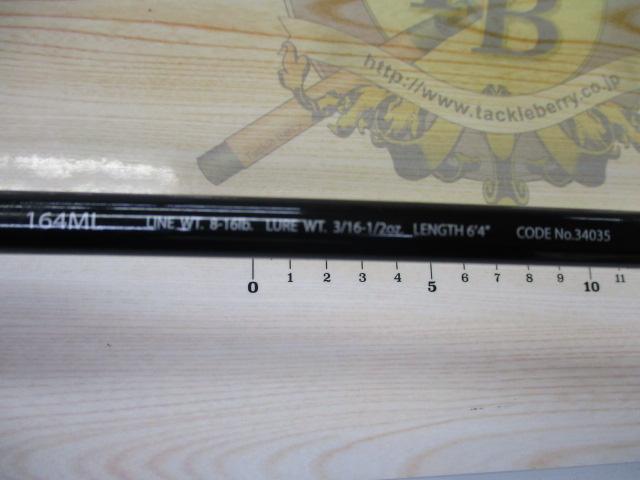 TB
http://www.tackleberry.co.jp/
164ML LINE WT. 8-16lb. LURE WT. 3/16-1/2oz. LENGTH 6'4" CODE No.34035
0 1 2 3 4 5 6 7 8 9 10 11